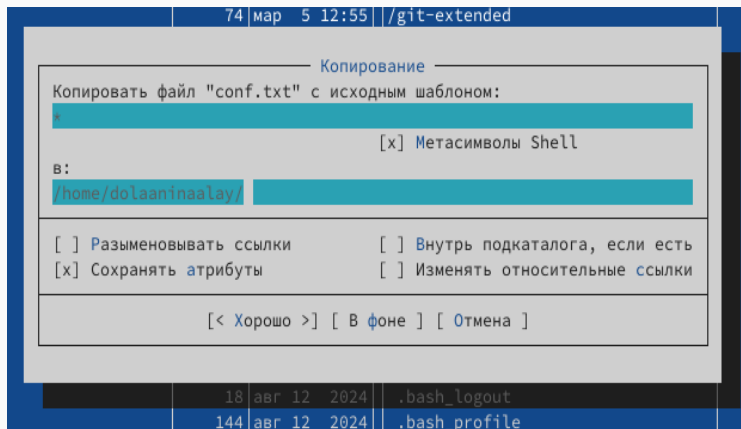 74 мар 5 12:55 /git-extended
Копирование
Копировать файл "conf.txt" с исходным шаблоном:
*
[x] Метасимволы Shell
в:
/home/dolaaninaalay/
[ ] Разыменовывать ссылки [ ] Внутрь подкаталога, если есть
[x] Сохранять атрибуты [ ] Изменять относительные ссылки
[< Хорошо >] [ В фоне ] [ Отмена ]
18 авг 12 2024 .bash_logout
144 авг 12 2024 .bash_profile